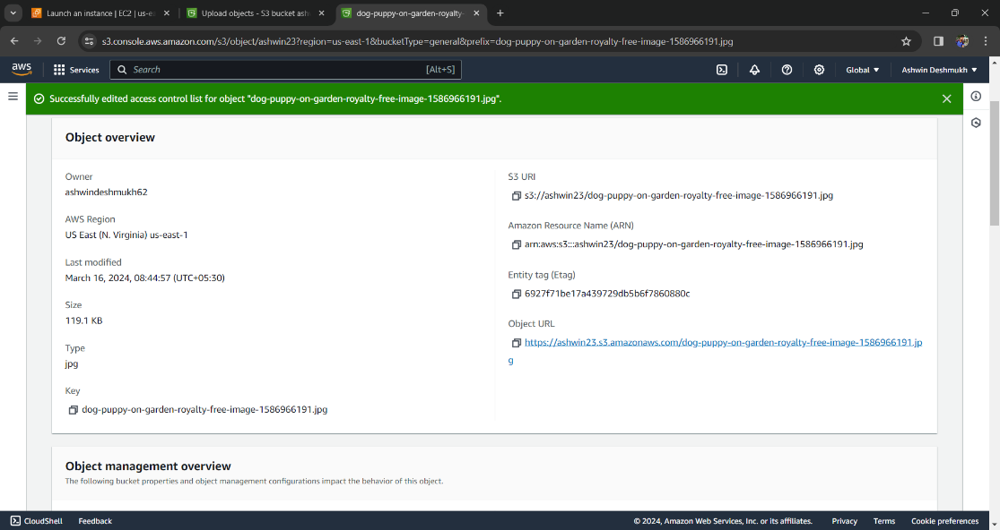 Launch an instance | EC2 | us-ea
Upload objects - S3 bucket ash
dog-puppy-on-garden-royalty-
s3.console.aws.amazon.com/s3/object/ashwin23?region=us-east-1&bucketType=general&prefix=dog-puppy-on-garden-royalty-free-image-1586966191.jpg
aws
Services
Search
[Alt+S]
Global
Ashwin Deshmukh
Successfully edited access control list for object "dog-puppy-on-garden-royalty-free-image-1586966191.jpg".
Object overview
Owner
ashwindeshmukh62
AWS Region
US East (N. Virginia) us-east-1
Last modified
March 16, 2024, 08:44:57 (UTC+05:30)
Size
119.1 KB
Type
jpg
Key
dog-puppy-on-garden-royalty-free-image-1586966191.jpg
S3 URI
s3://ashwin23/dog-puppy-on-garden-royalty-free-image-1586966191.jpg
Amazon Resource Name (ARN)
arn:aws:s3:::ashwin23/dog-puppy-on-garden-royalty-free-image-1586966191.jpg
Entity tag (Etag)
6927f71be17a439729db5b6f7860880c
Object URL
https://ashwin23.s3.amazonaws.com/dog-puppy-on-garden-royalty-free-image-1586966191.jp
g
Object management overview
The following bucket properties and object management configurations impact the behavior of this object.
CloudShell
Feedback
© 2024, Amazon Web Services, Inc. or its affiliates.
Privacy
Terms
Cookie preferences